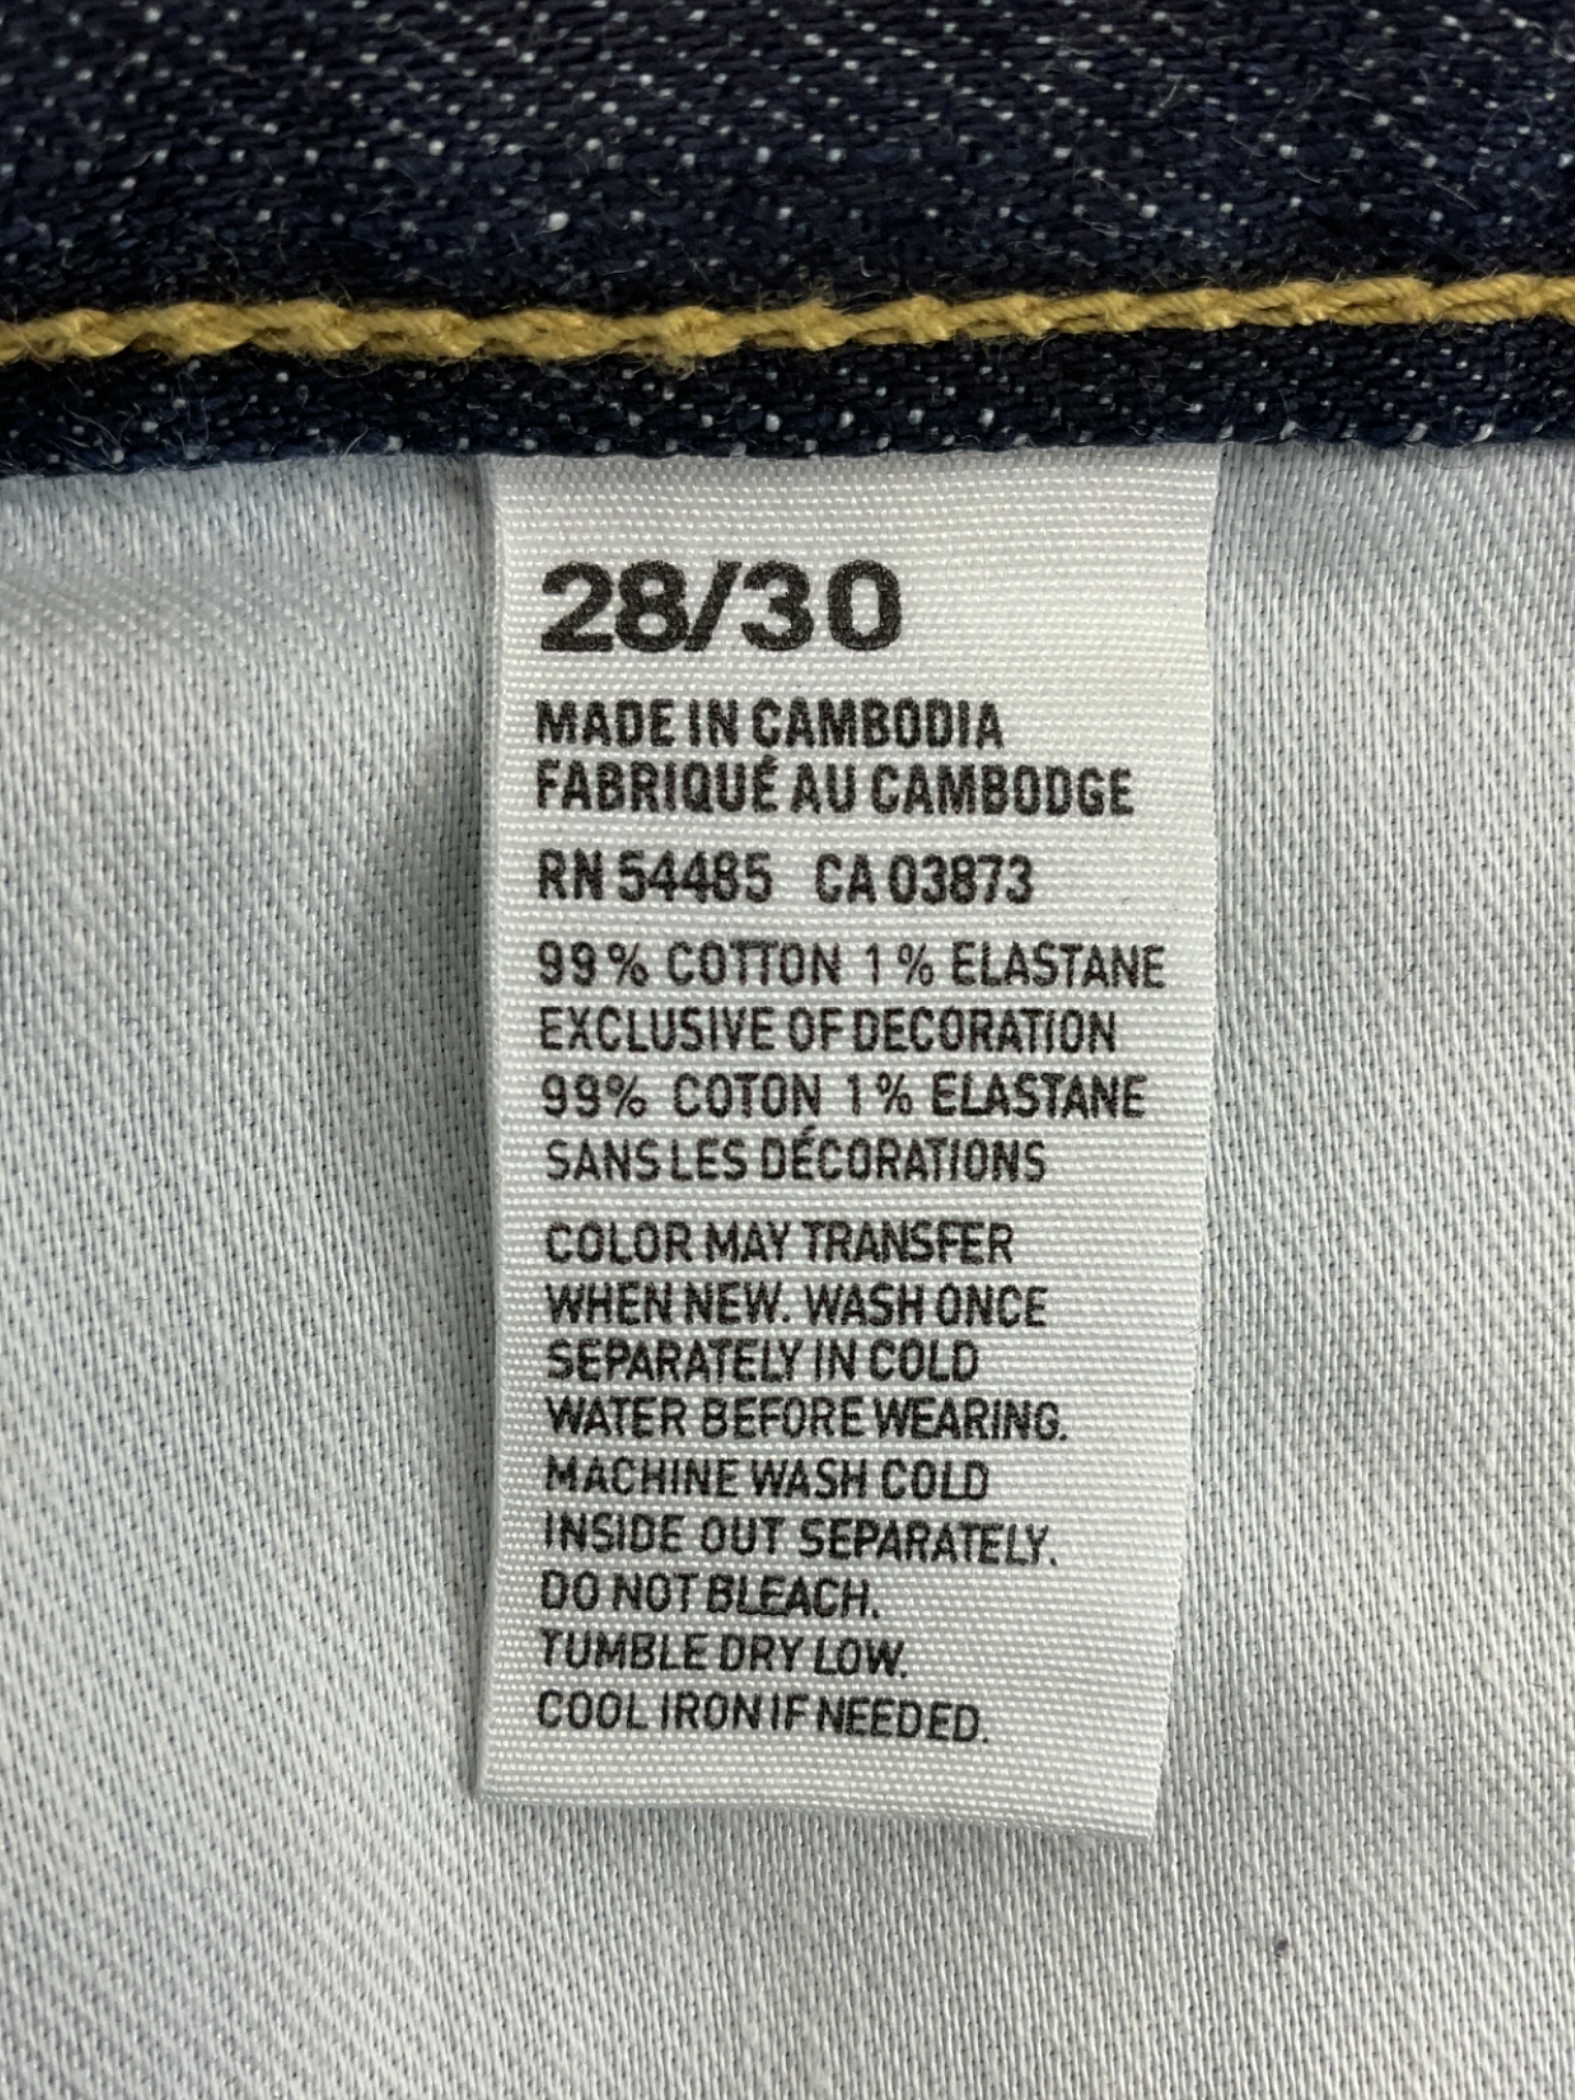 28/30
MADE IN CAMBODIA
FABRIQUÉ AU CAMBODGE
RN 54485 CA 03873
99% COTTON 1% ELASTANE
EXCLUSIVE OF DECORATION
99% COTON 1% ELASTANE
SANS LES DÉCORATIONS
COLOR MAY TRANSFER
WHEN NEW. WASH ONCE
SEPARATELY IN COLD
WATER BEFORE WEARING.
MACHINE WASH COLD
INSIDE OUT SEPARATELY.
DO NOT BLEACH.
TUMBLE DRY LOW.
COOL IRON IF NEEDED.